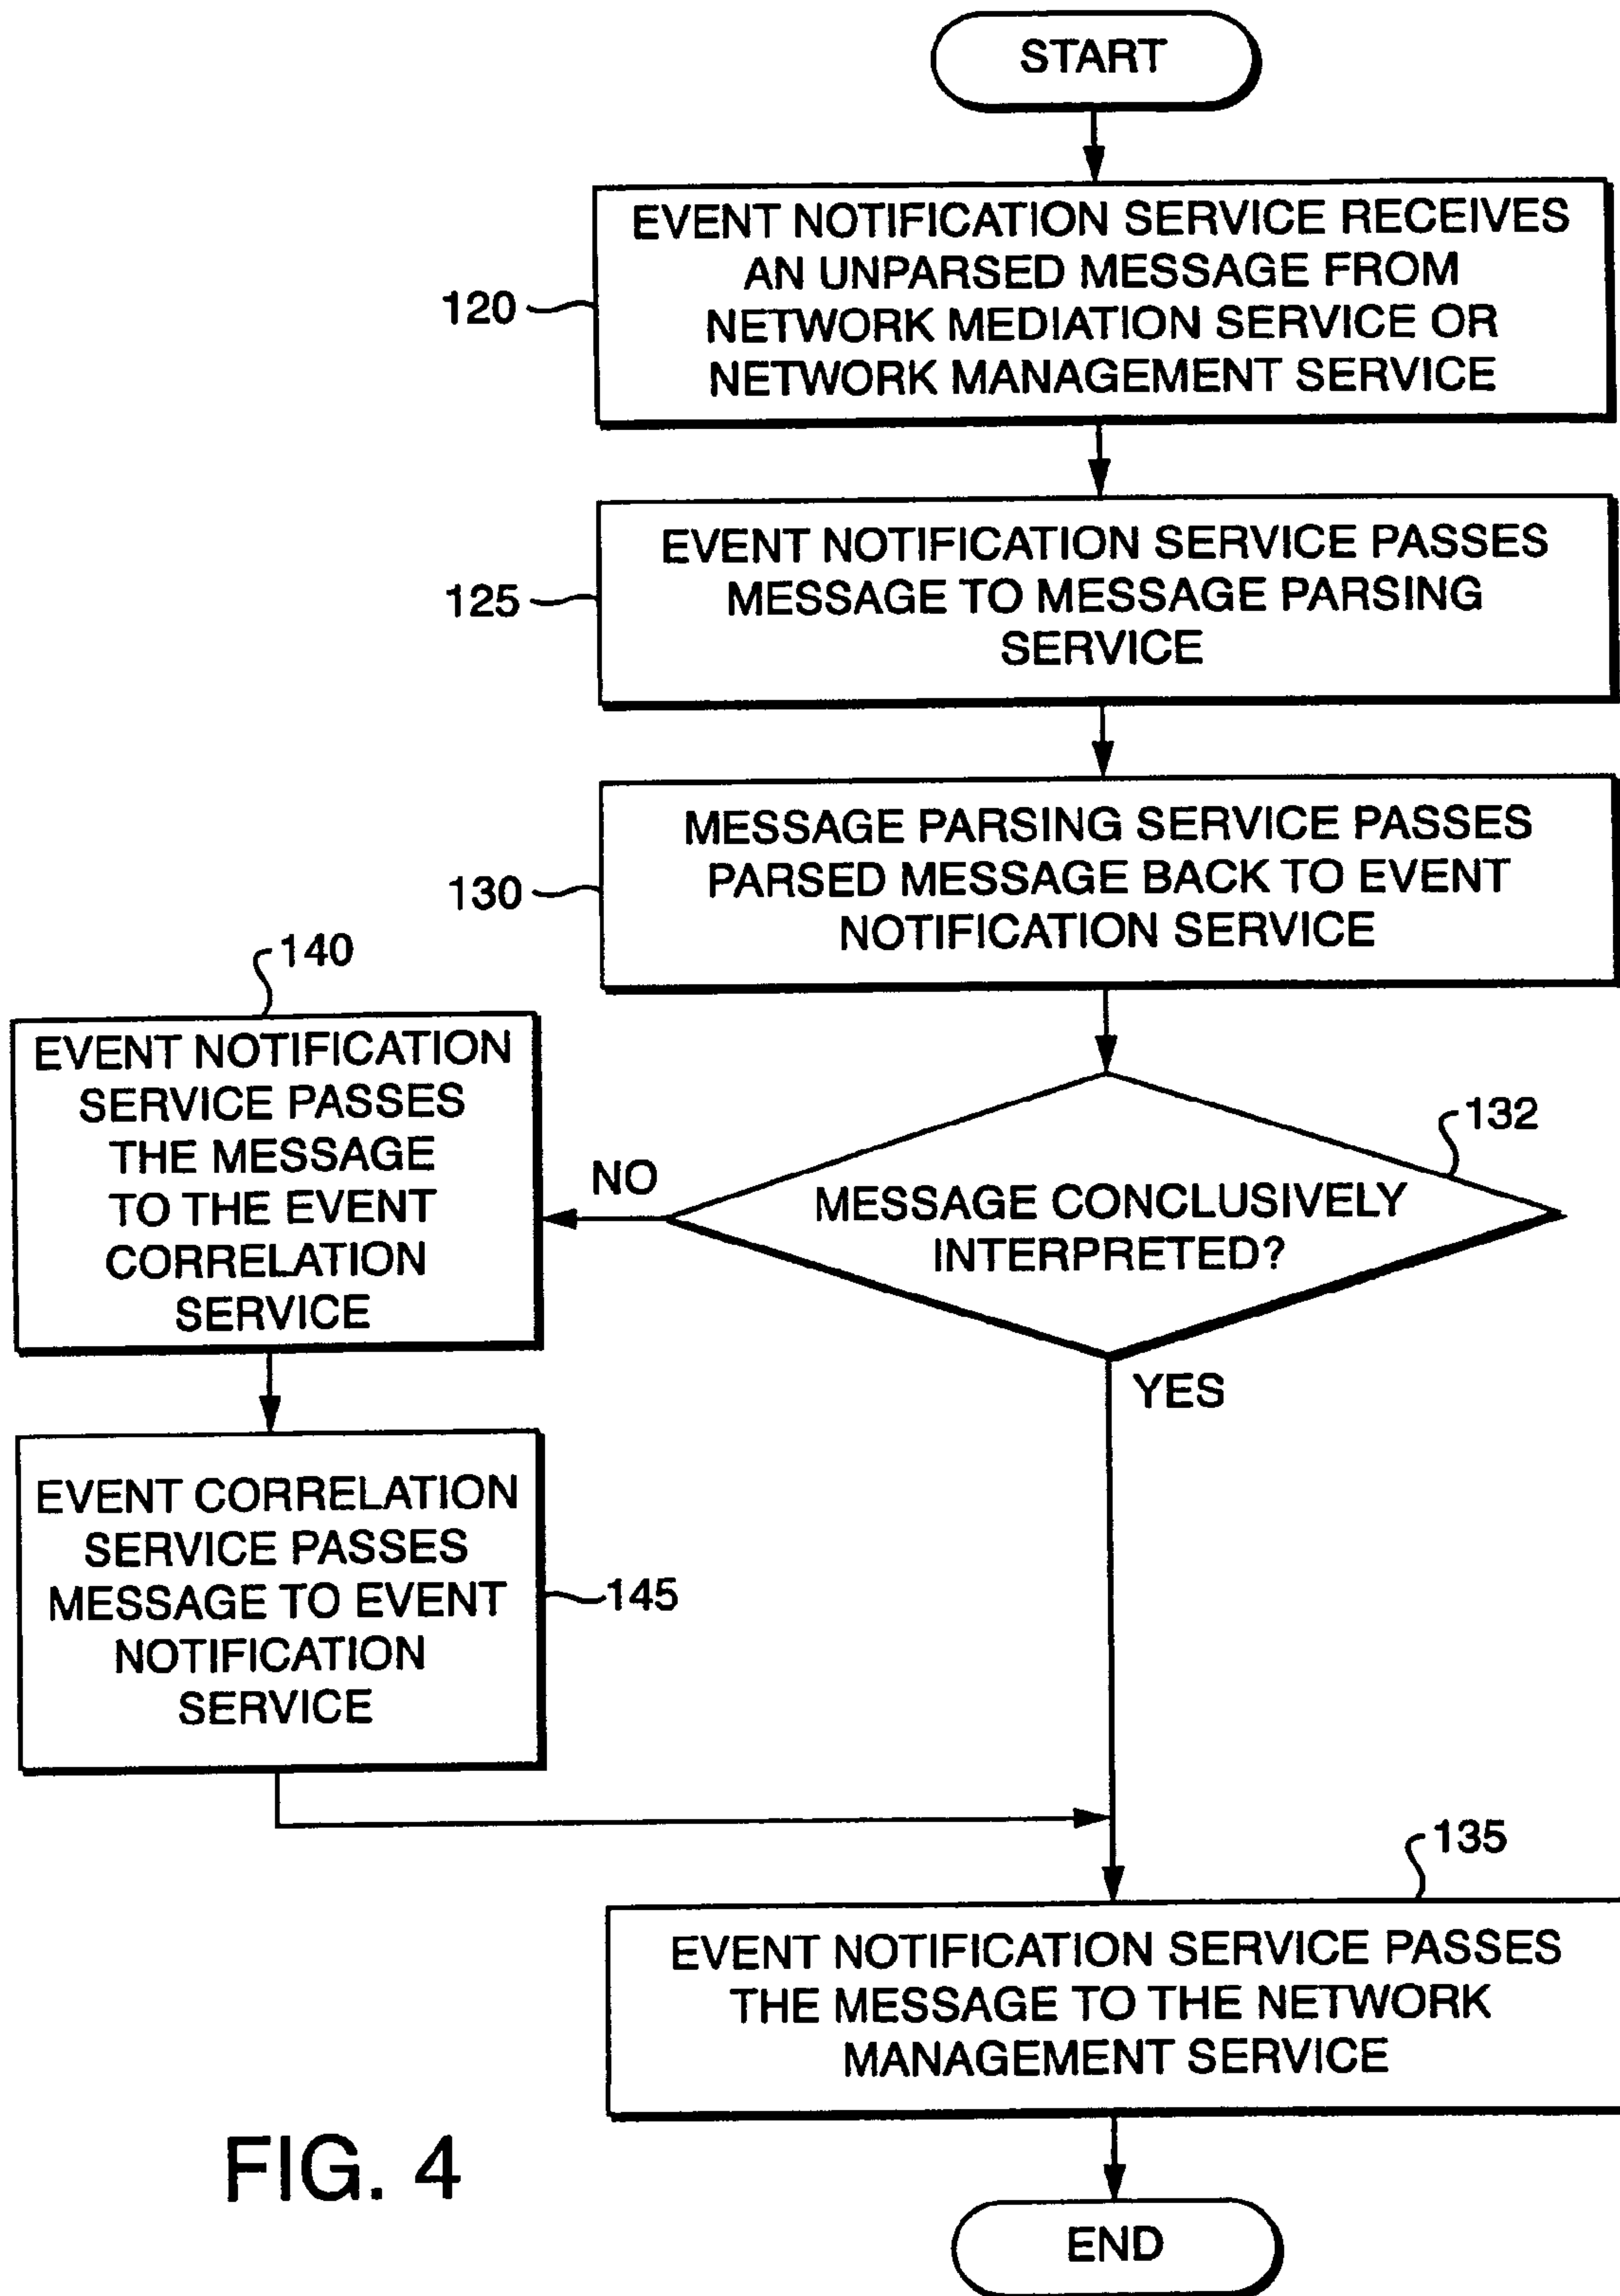 START
EVENT NOTIFICATION SERVICE RECEIVES
AN UNPARSED MESSAGE FROM
NETWORK MEDIATION SERVICE OR
NETWORK MANAGEMENT SERVICE
120
EVENT NOTIFICATION SERVICE PASSES
MESSAGE TO MESSAGE PARSING
SERVICE
125
MESSAGE PARSING SERVICE PASSES
PARSED MESSAGE BACK TO EVENT
NOTIFICATION SERVICE
130
132
MESSAGE CONCLUSIVELY
INTERPRETED?
NO
YES
140
EVENT NOTIFICATION
SERVICE PASSES
THE MESSAGE
TO THE EVENT
CORRELATION
SERVICE
EVENT CORRELATION
SERVICE PASSES
MESSAGE TO EVENT
NOTIFICATION
SERVICE
145
135
EVENT NOTIFICATION SERVICE PASSES
THE MESSAGE TO THE NETWORK
MANAGEMENT SERVICE
END
FIG. 4